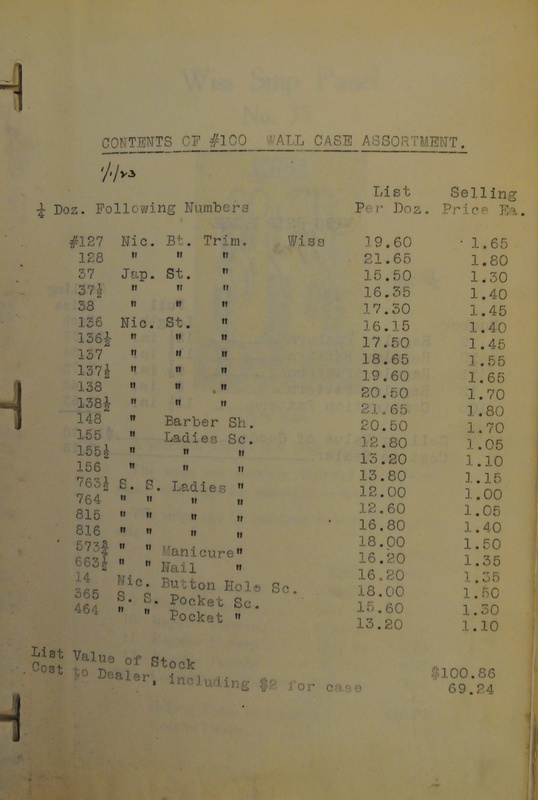 CONTENTS OF #100 WALL CASE ASSORTMENT.
1/1/23
List Selling
¼ Doz. Following Numbers Per Doz. Price Ea.
#127 Nic. Bt. Trim. Wiss 19.60 1.65
128 " " " 21.65 1.80
37 Jap. St. " 15.50 1.30
37½ " " " 16.35 1.40
38 " " " 17.30 1.45
136 Nic. St. " 16.15 1.40
136½ " " " 17.50 1.45
137 " " " 18.65 1.55
137½ " " " 19.60 1.65
138 " " " 20.50 1.70
138½ " " " 21.65 1.80
148 " Barber Sh. 20.50 1.70
155 " Ladies Sc. 12.80 1.05
155½ " " " 13.20 1.10
156 " " " 13.80 1.15
763½ S. S. Ladies " 12.00 1.00
764 " " " " 12.60 1.05
815 " " " " 16.80 1.40
816 " " " " 18.00 1.50
573¾ " " Manicure" 16.20 1.35
663½ " " Nail " 16.20 1.35
14 Nic. Button Hole Sc. 18.00 1.50
365 S. S. Pocket Sc. 15.60 1.30
464 " " Pocket " 13.20 1.10
List Value of Stock $100.86
Cost to Dealer, including $2 for case 69.24